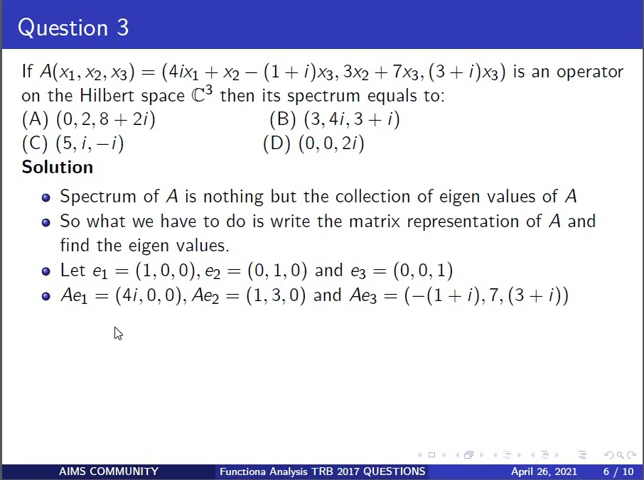 Question 3
If A(x₁, x₂, x₃) = (4ix₁ + x₂ − (1 + i)x₃, 3x₂ + 7x₃, (3 + i)x₃) is an operator
on the Hilbert space ℂ³ then its spectrum equals to:
(A) (0, 2, 8 + 2i) (B) (3, 4i, 3 + i)
(C) (5, i, −i) (D) (0, 0, 2i)
Solution
Spectrum of A is nothing but the collection of eigen values of A
So what we have to do is write the matrix representation of A and
find the eigen values.
Let e₁ = (1, 0, 0), e₂ = (0, 1, 0) and e₃ = (0, 0, 1)
Ae₁ = (4i, 0, 0), Ae₂ = (1, 3, 0) and Ae₃ = (−(1 + i), 7, (3 + i))
AIMS COMMUNITY Functiona Analysis TRB 2017 QUESTIONS April 26, 2021 6 / 10